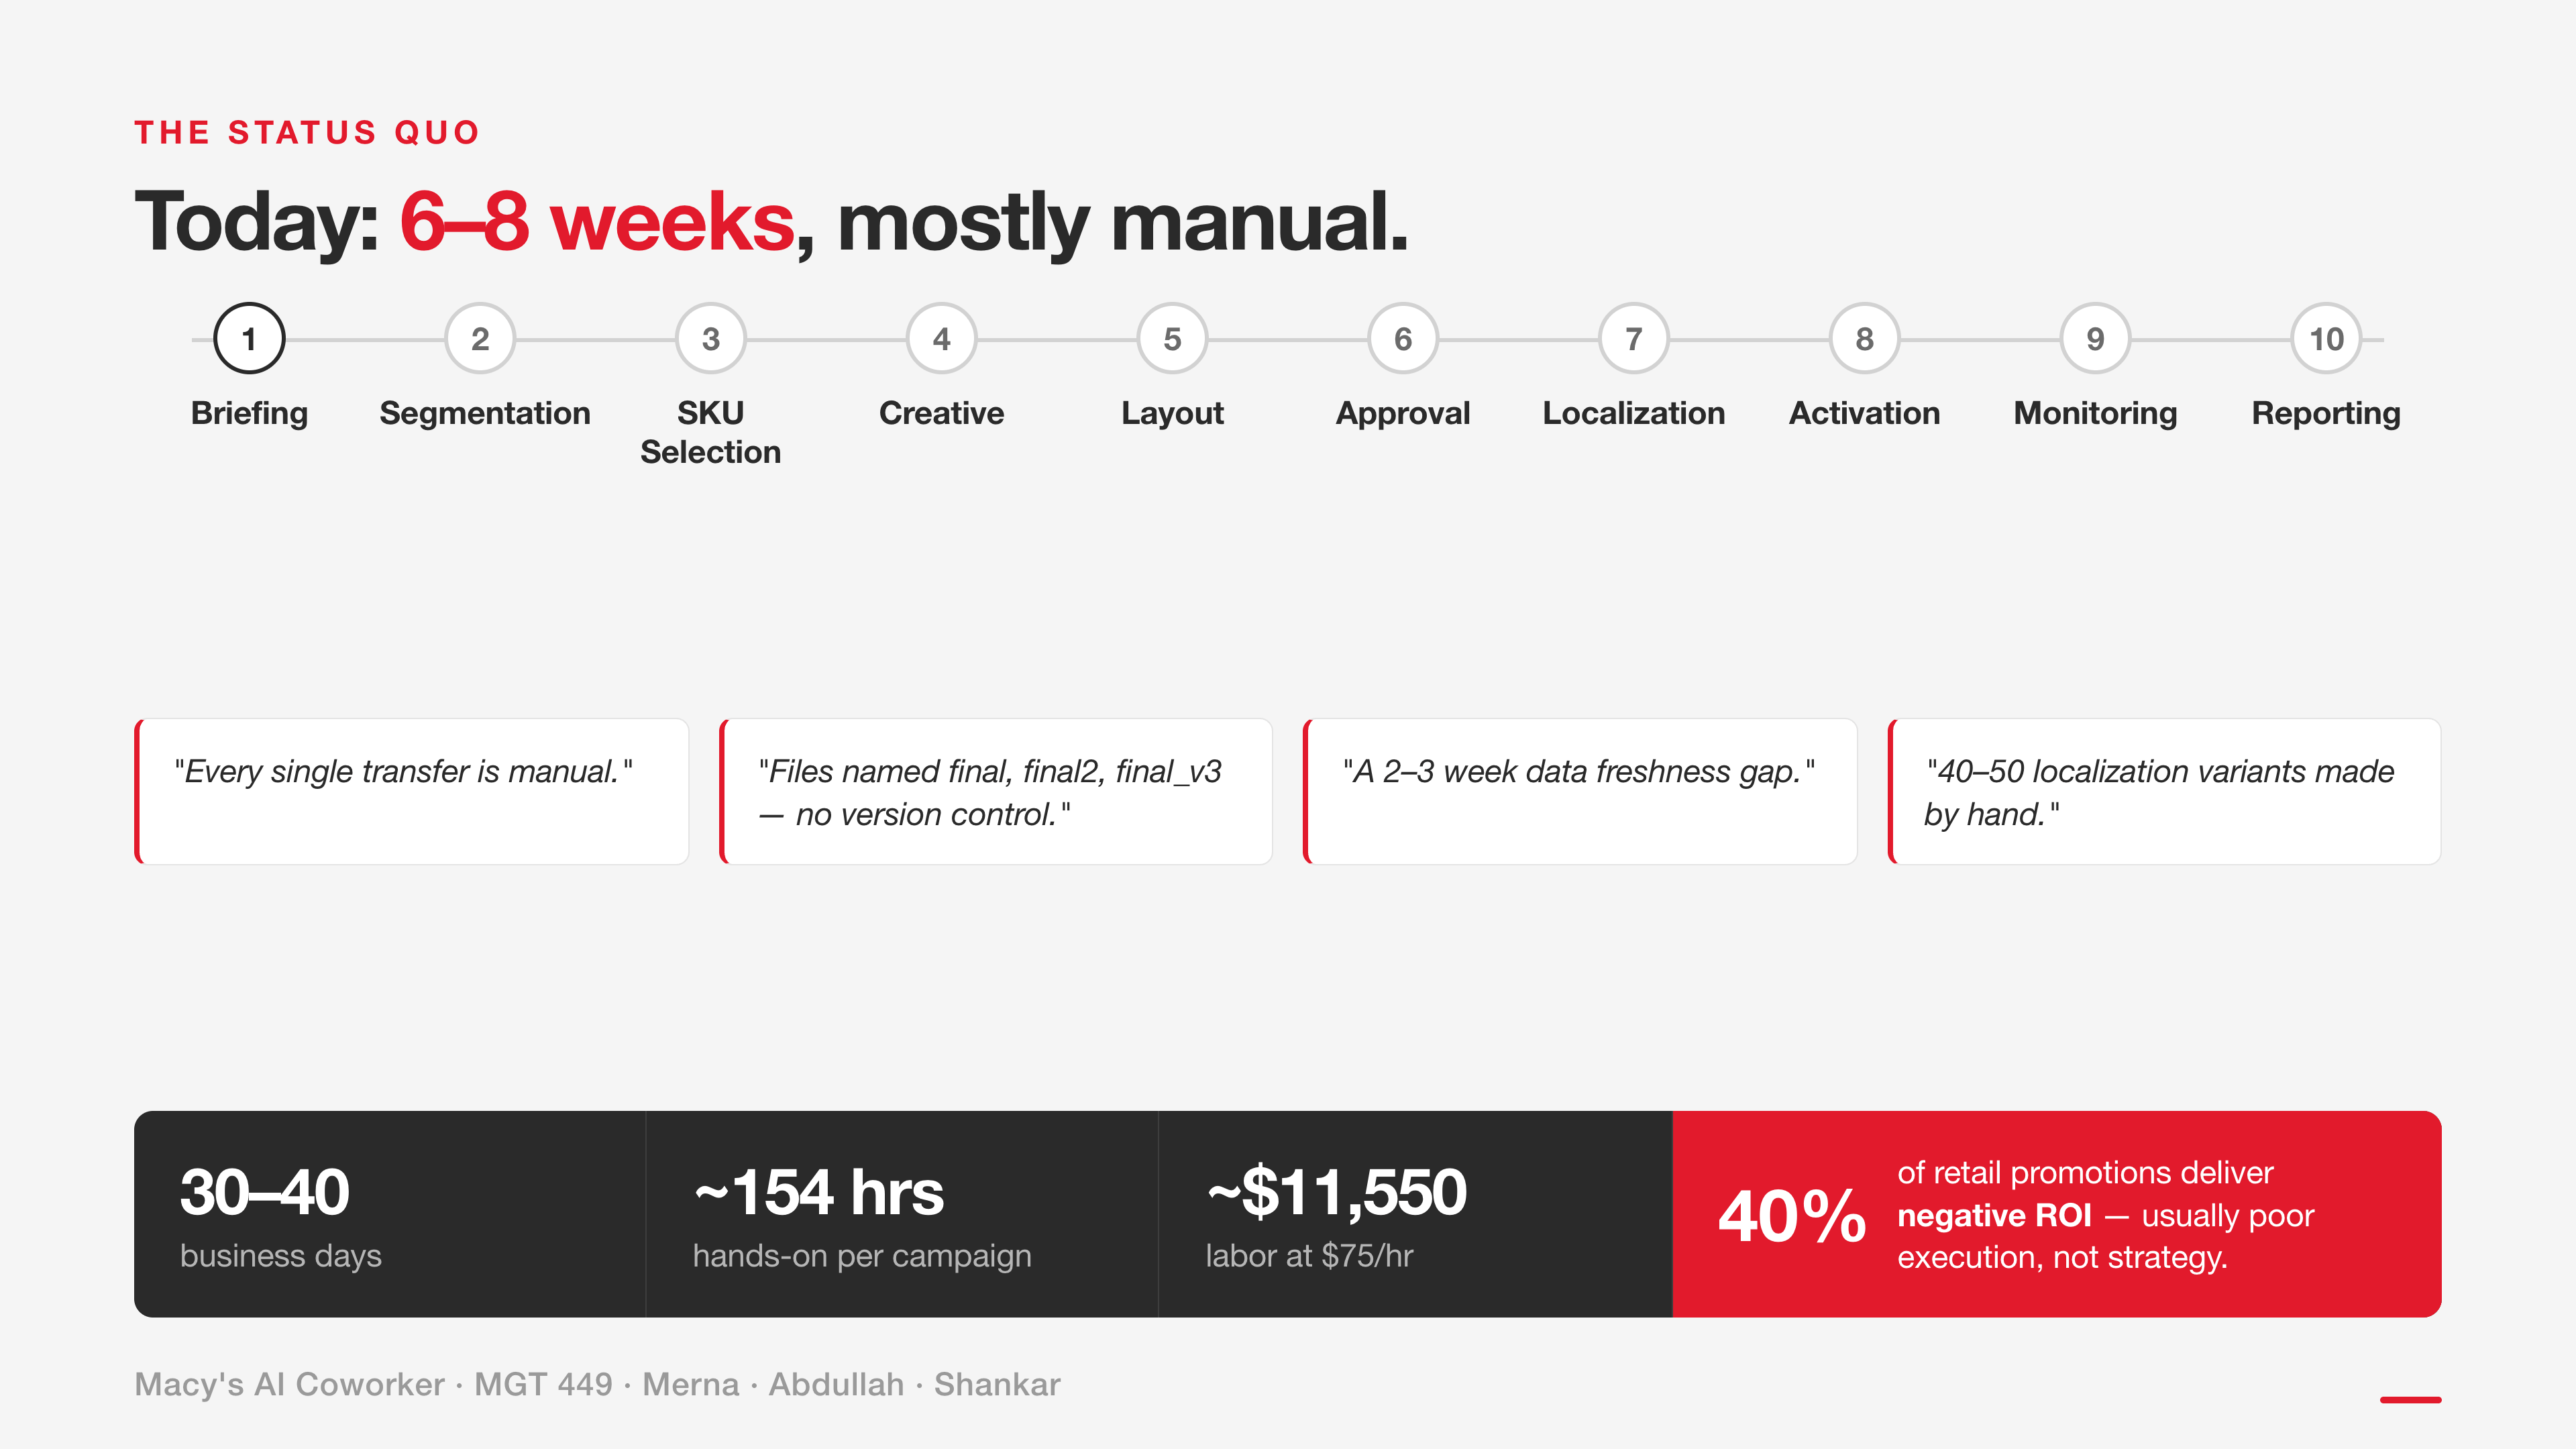 THE STATUS QUO
Today: 6–8 weeks, mostly manual.
1
2
3
4
5
6
7
8
9
10
Briefing
Segmentation
SKU
Selection
Creative
Layout
Approval
Localization
Activation
Monitoring
Reporting
"Every single transfer is manual."
"Files named final, final2, final_v3
— no version control."
"A 2–3 week data freshness gap."
"40–50 localization variants made
by hand."
30–40
business days
~154 hrs
hands-on per campaign
~$11,550
labor at $75/hr
40%
of retail promotions deliver
negative ROI — usually poor
execution, not strategy.
Macy's AI Coworker · MGT 449 · Merna · Abdullah · Shankar